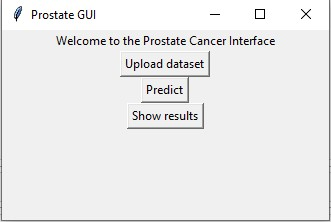 Prostate GUI
Welcome to the Prostate Cancer Interface
Upload dataset
Predict
Show results